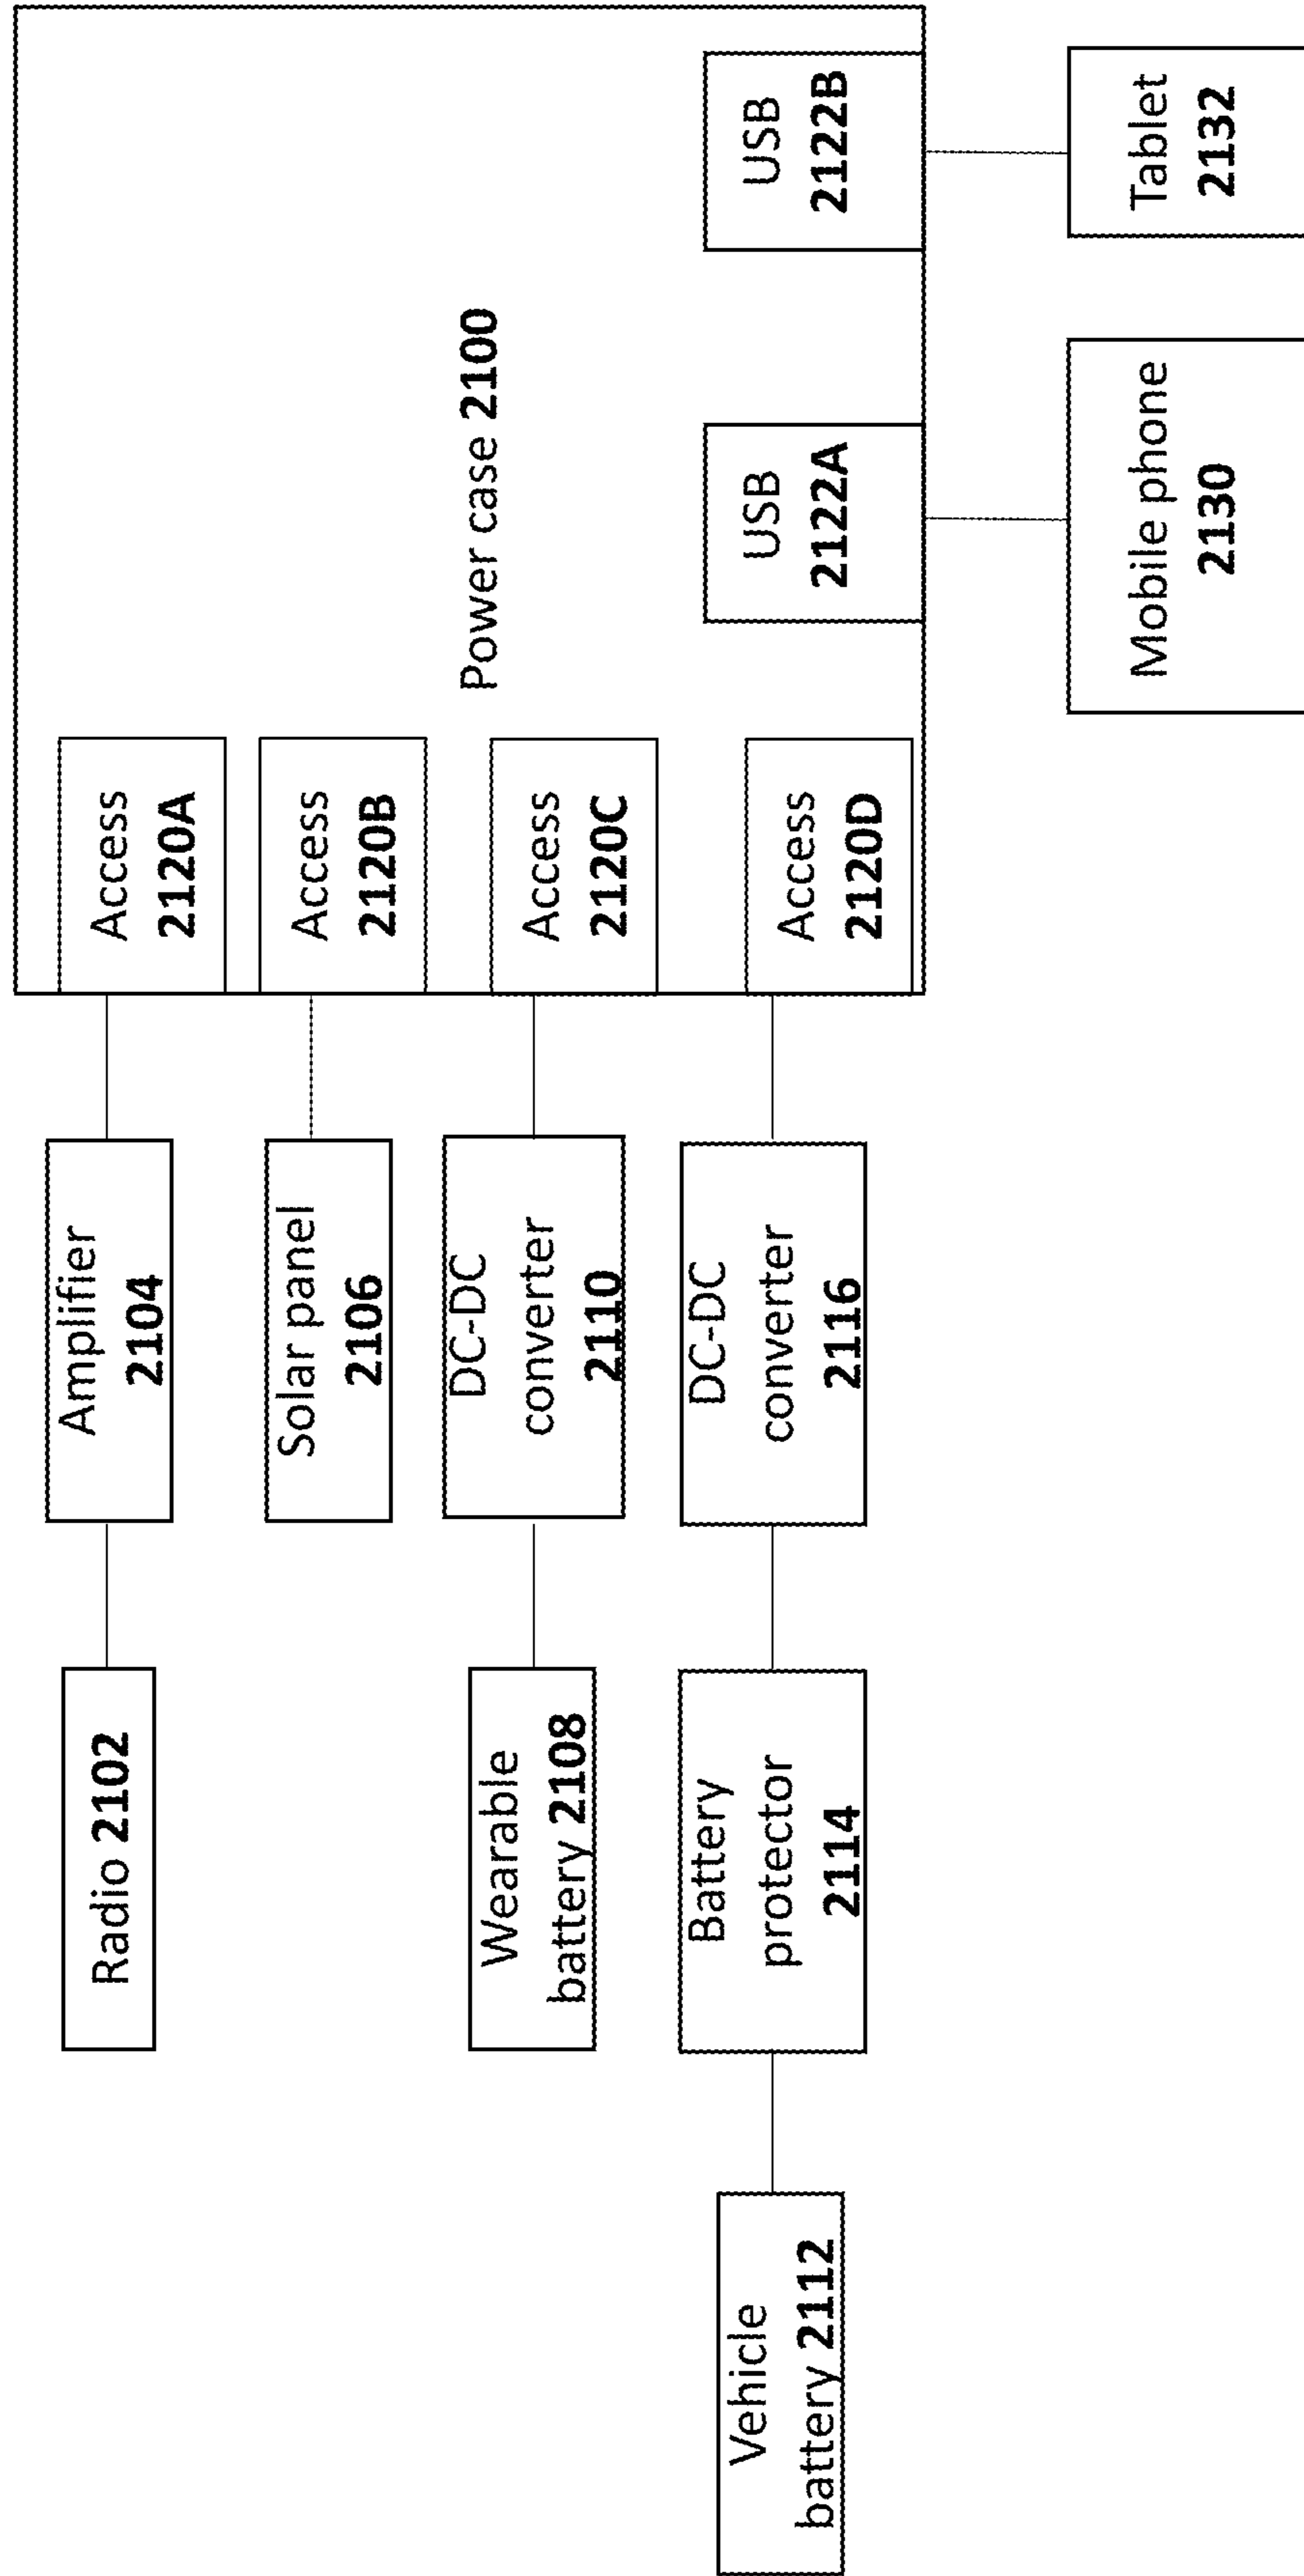 Radio 2102
Amplifier
2104
Access
2120A
Solar panel
2106
Access
2120B
Wearable
battery 2108
DC-DC
converter
2110
Access
2120C
Vehicle
battery 2112
Battery
protector
2114
DC-DC
converter
2116
Access
2120D
Power case 2100
USB
2122A
USB
2122B
Mobile phone
2130
Tablet
2132